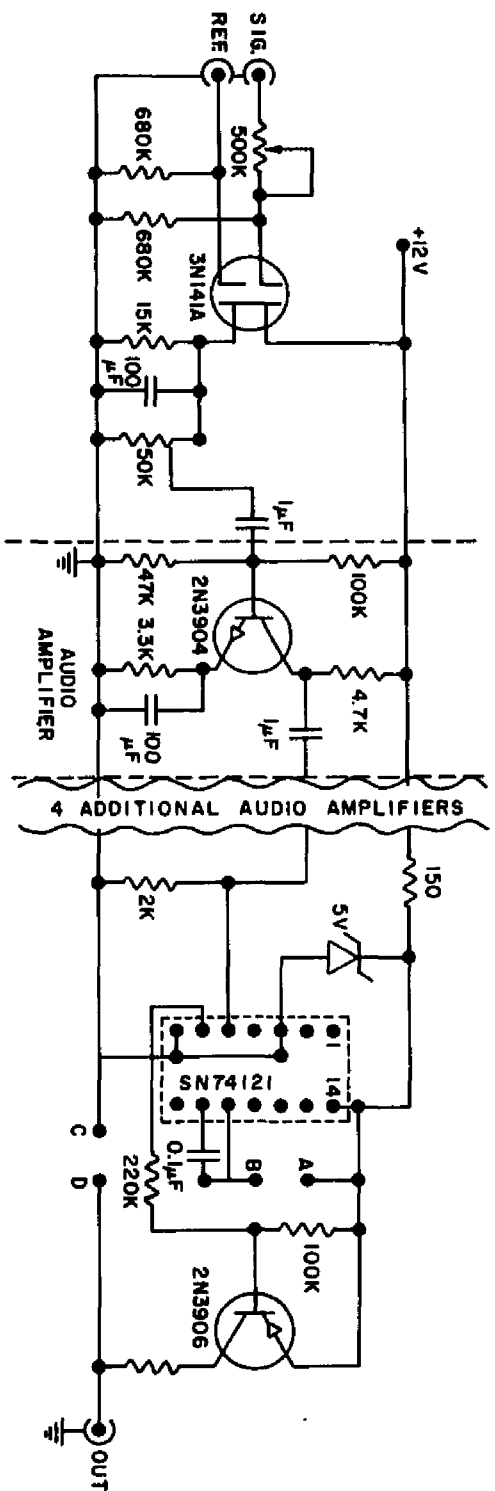 SIG.
REF.
500K
680K
680K
3N141A
+12V
15K
100
µF
50K
1µF
47K
100K
2N3904
3.3K
100
µF
4.7K
1µF
AUDIO
AMPLIFIER
4 ADDITIONAL AUDIO AMPLIFIERS
150
2K
5V
1
14
SN74121
C
D
0.1µF
220K
B
A
100K
2N3906
OUT